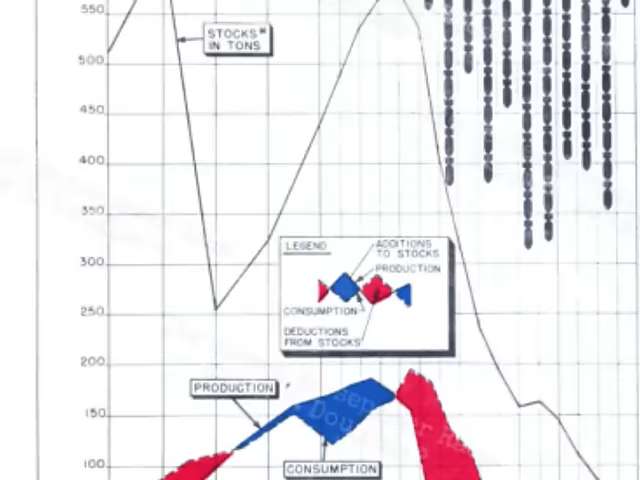 550
STOCKS*
IN TONS
500
450
400
350
300
LEGEND
ADDITIONS
TO STOCKS
PRODUCTION
CONSUMPTION
DEDUCTIONS
FROM STOCKS
250
200
PRODUCTION
150
CONSUMPTION
100